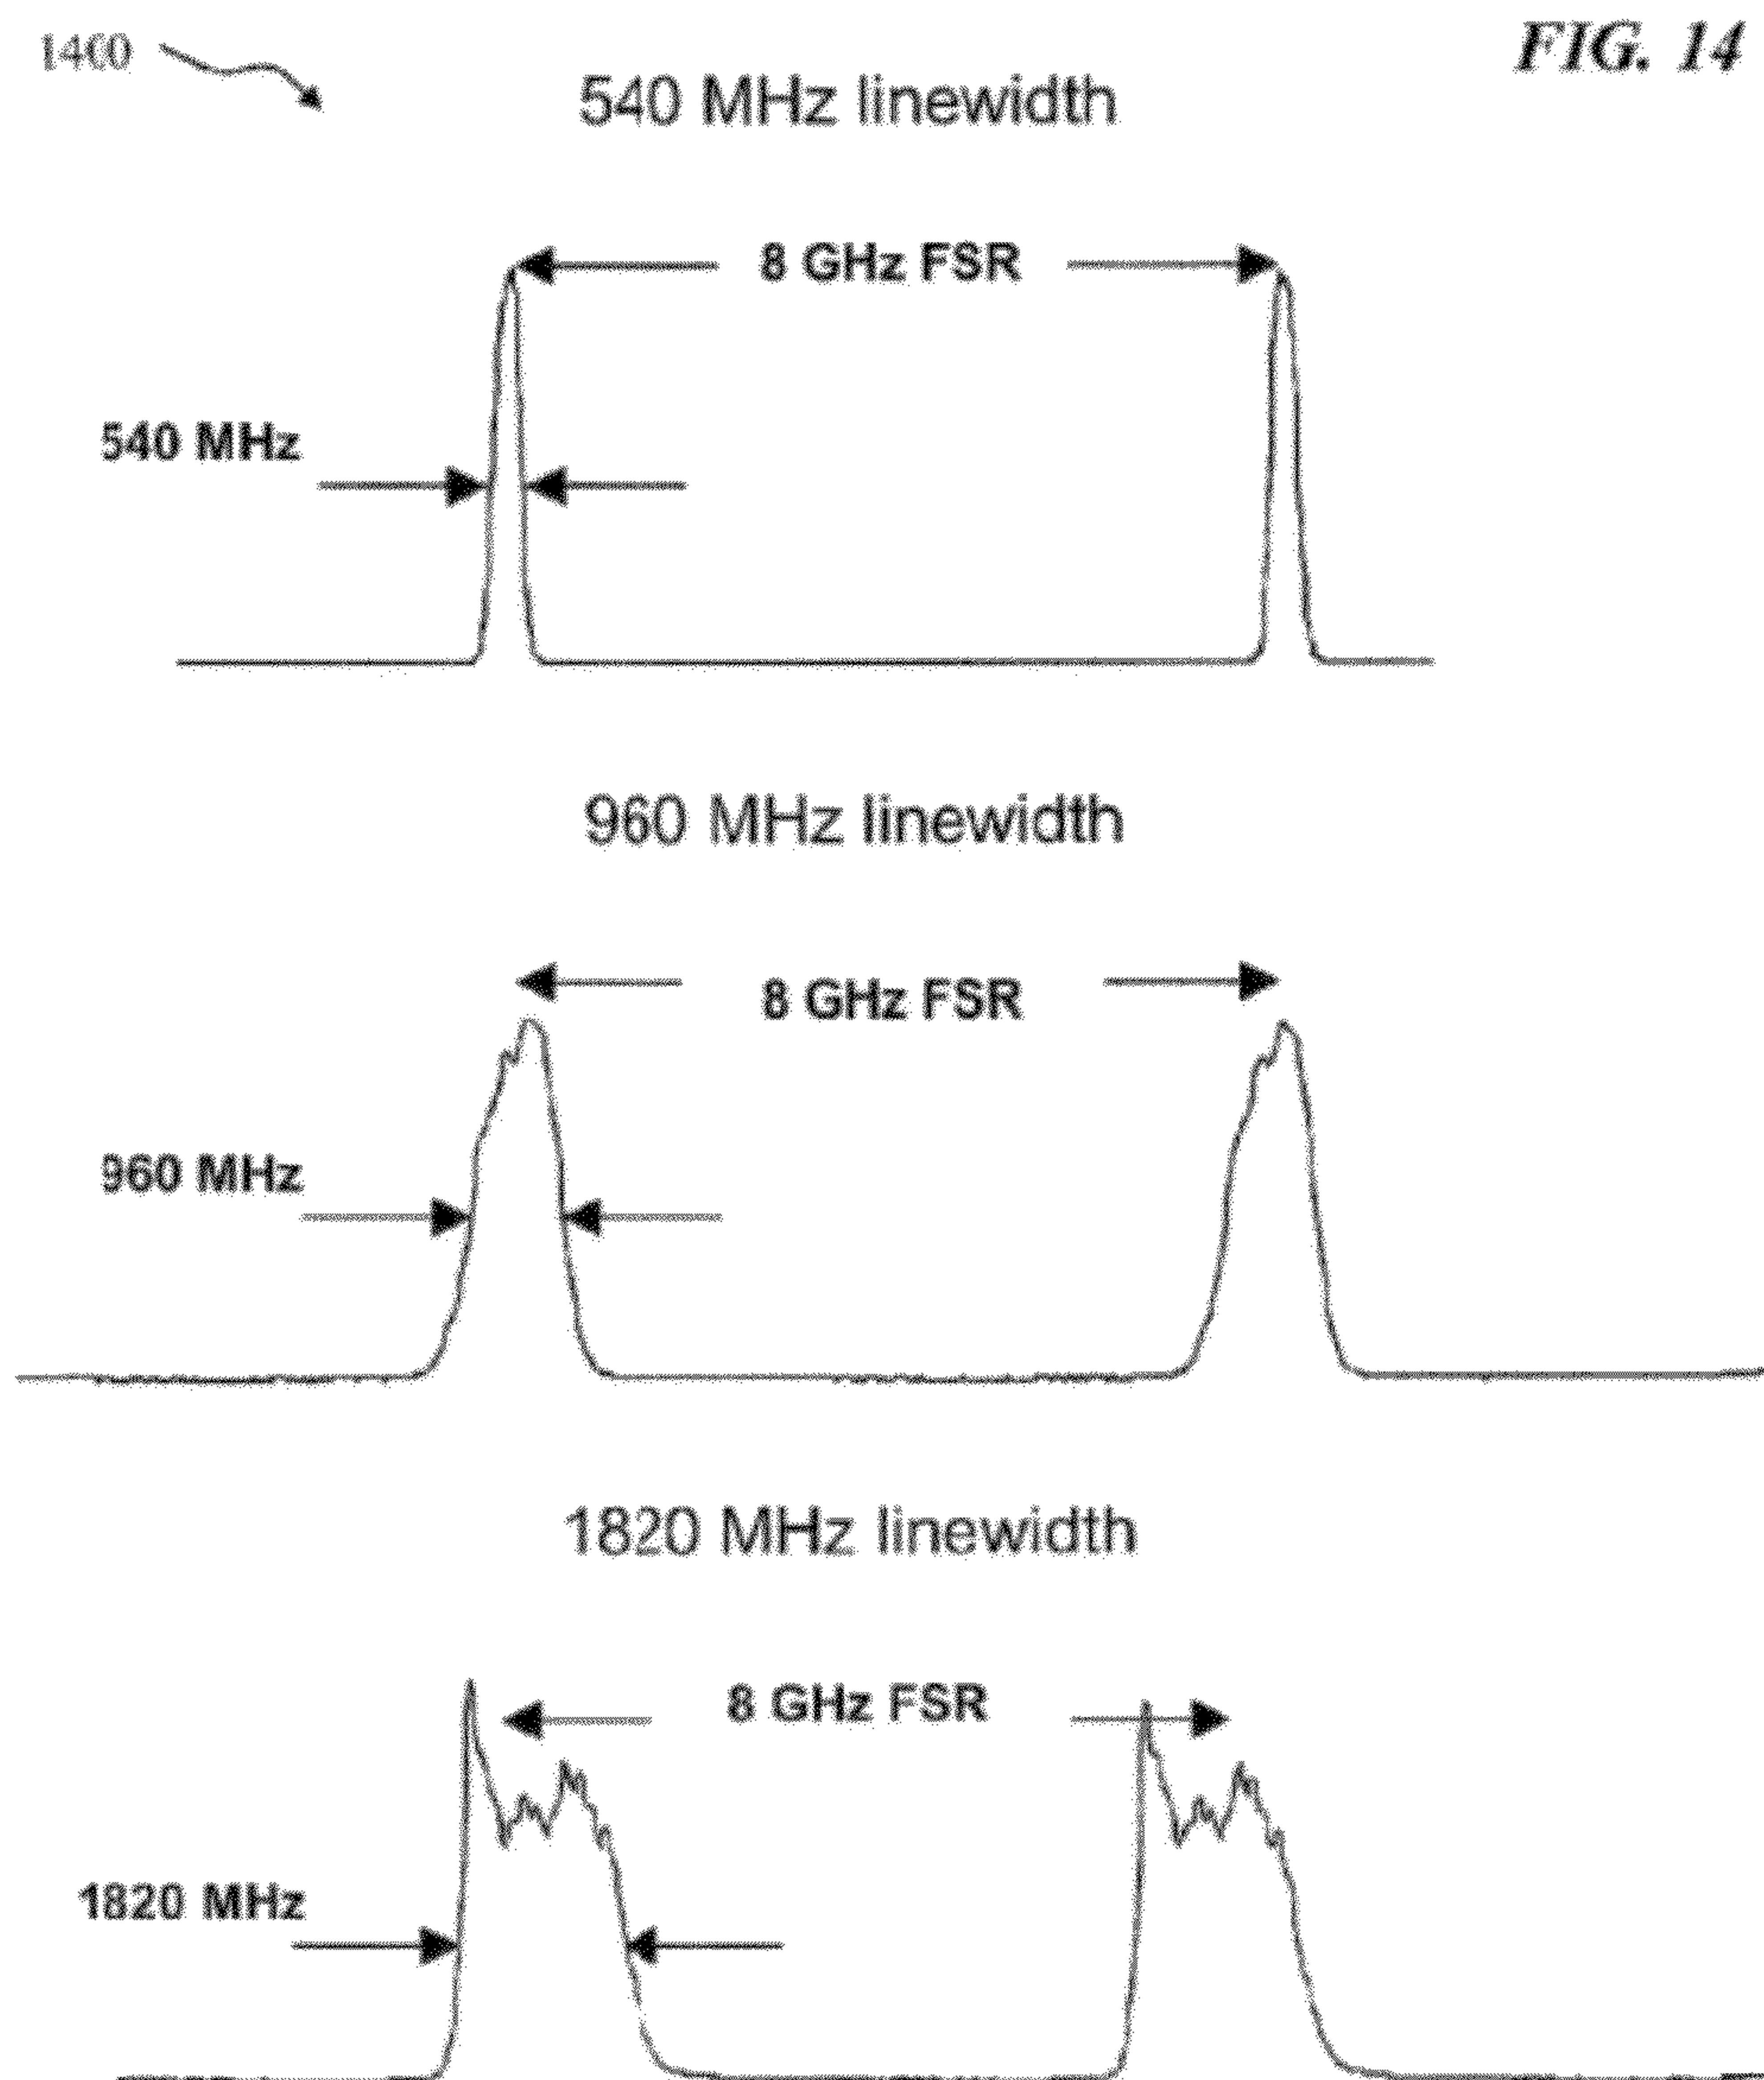 1400
FIG. 14
540 MHz linewidth
8 GHz FSR
540 MHz
960 MHz linewidth
8 GHz FSR
960 MHz
1820 MHz linewidth
8 GHz FSR
1820 MHz